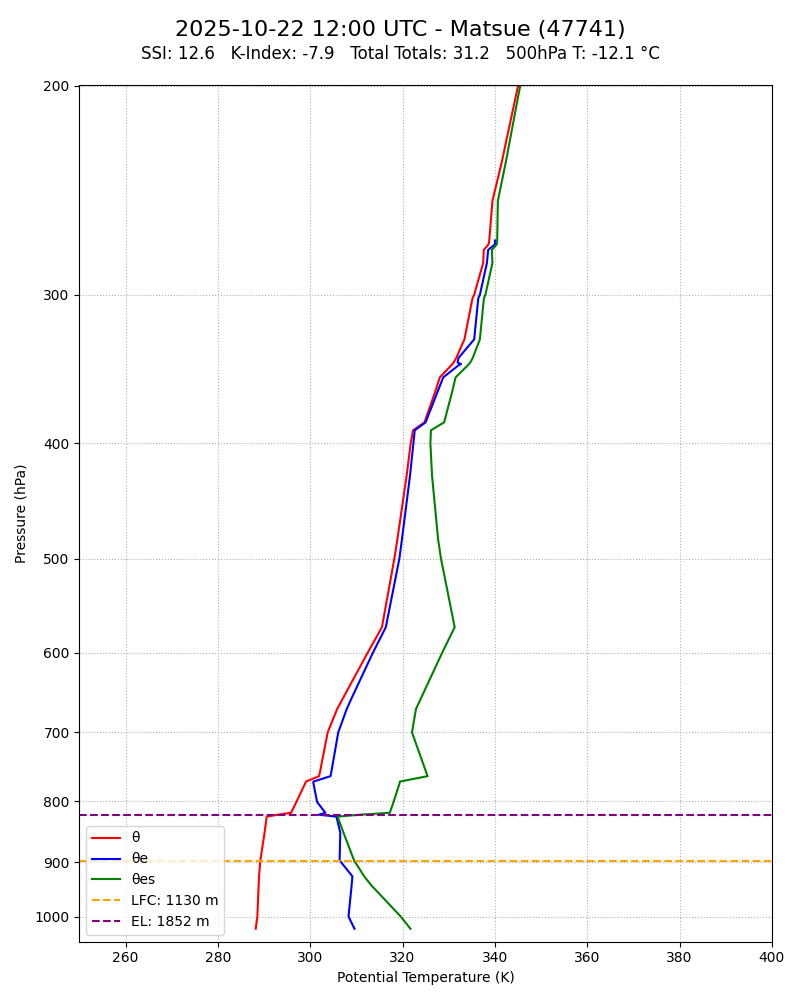 2025-10-22 12:00 UTC - Matsue (47741)
SSI: 12.6   K-Index: -7.9   Total Totals: 31.2   500hPa T: -12.1 °C
200
300
400
500
600
700
800
900
1000
Pressure (hPa)
θ
θe
θes
LFC: 1130 m
EL: 1852 m
260 280 300 320 340 360 380 400
Potential Temperature (K)